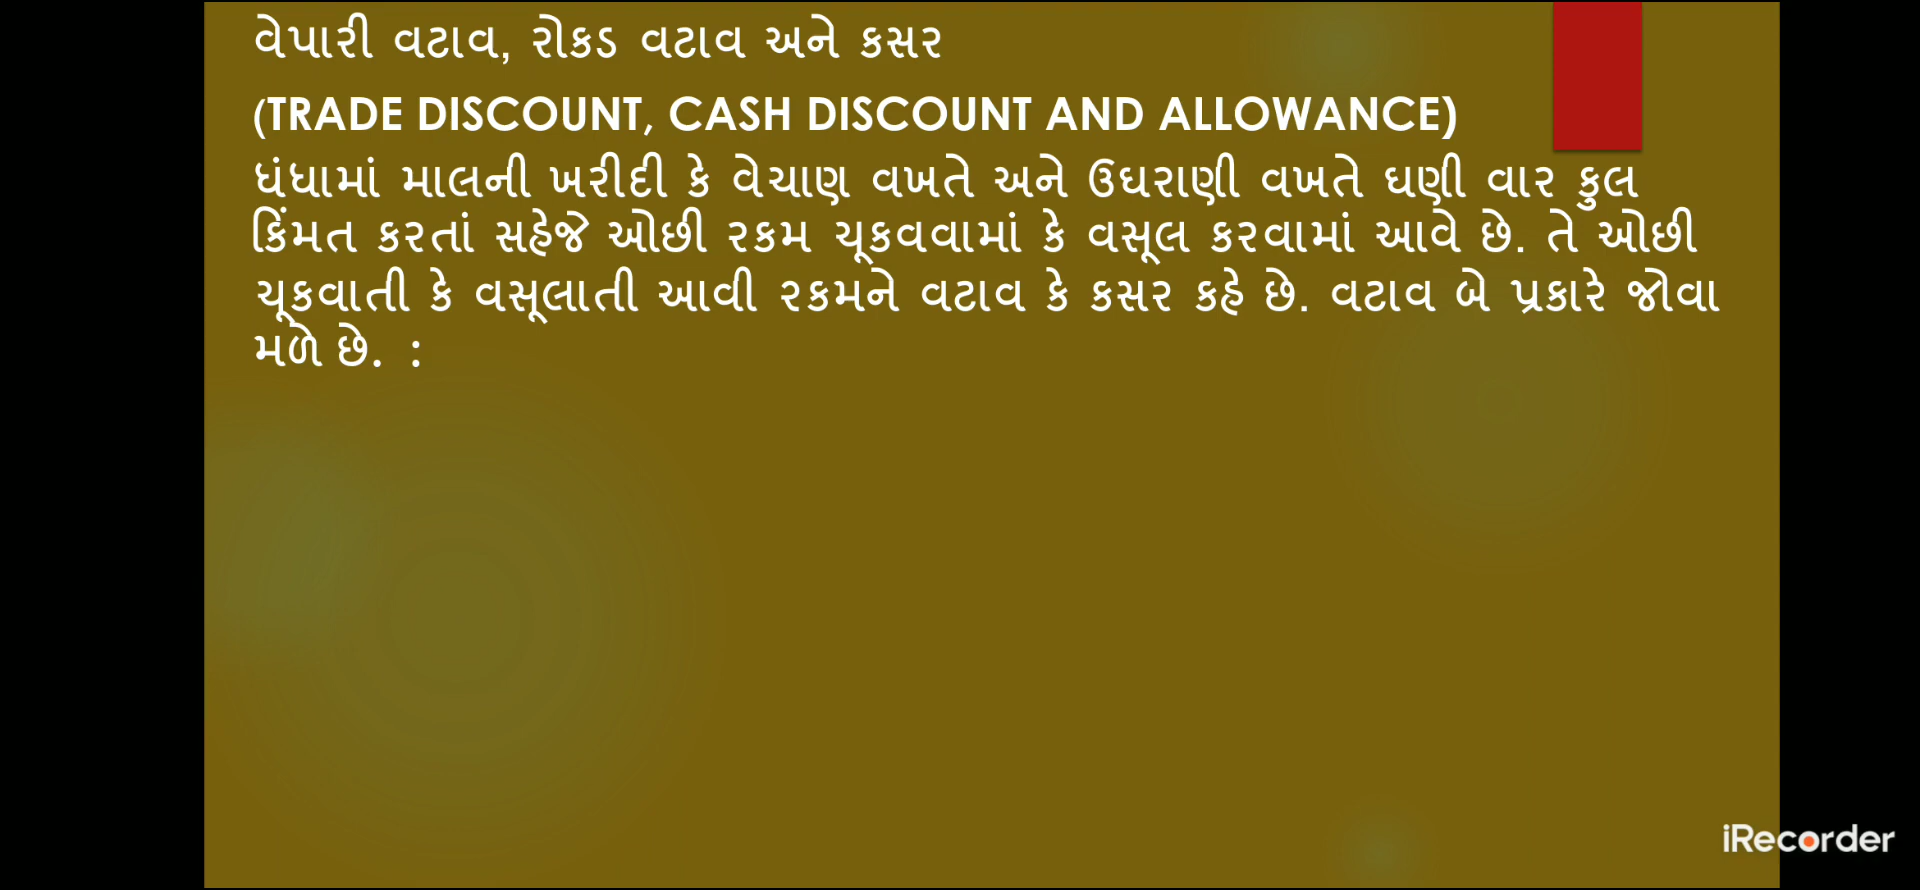 વેપારી વટાવ, રોકડ વટાવ અને કસર
(TRADE DISCOUNT, CASH DISCOUNT AND ALLOWANCE)
ધંધામાં માલની ખરીદી કે વેચાણ વખતે અને ઉઘરાણી વખતે ઘણી વાર કુલ
કિંમત કરતાં સહેજે ઓછી રકમ ચૂકવવામાં કે વસૂલ કરવામાં આવે છે. તે ઓછી
ચૂકવાતી કે વસૂલાતી આવી રકમને વટાવ કે કસર કહે છે. વટાવ બે પ્રકારે જોવા
મળે છે. :
iRecorder